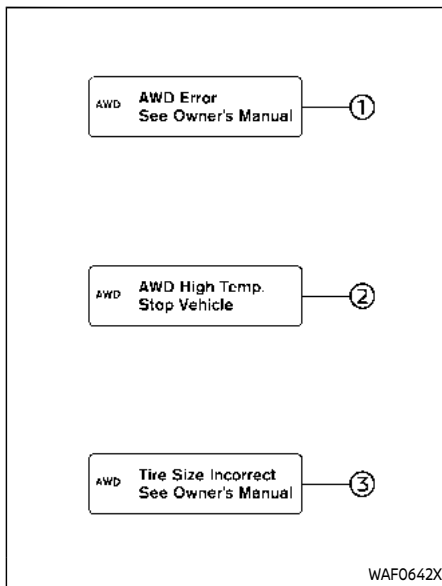 AWD Error
AWD
See Owner's Manual
①
AWD High Temp.
AWD
Stop Vehicle
②
Tire Size Incorrect
AWD
See Owner's Manual
③
WAF0642X